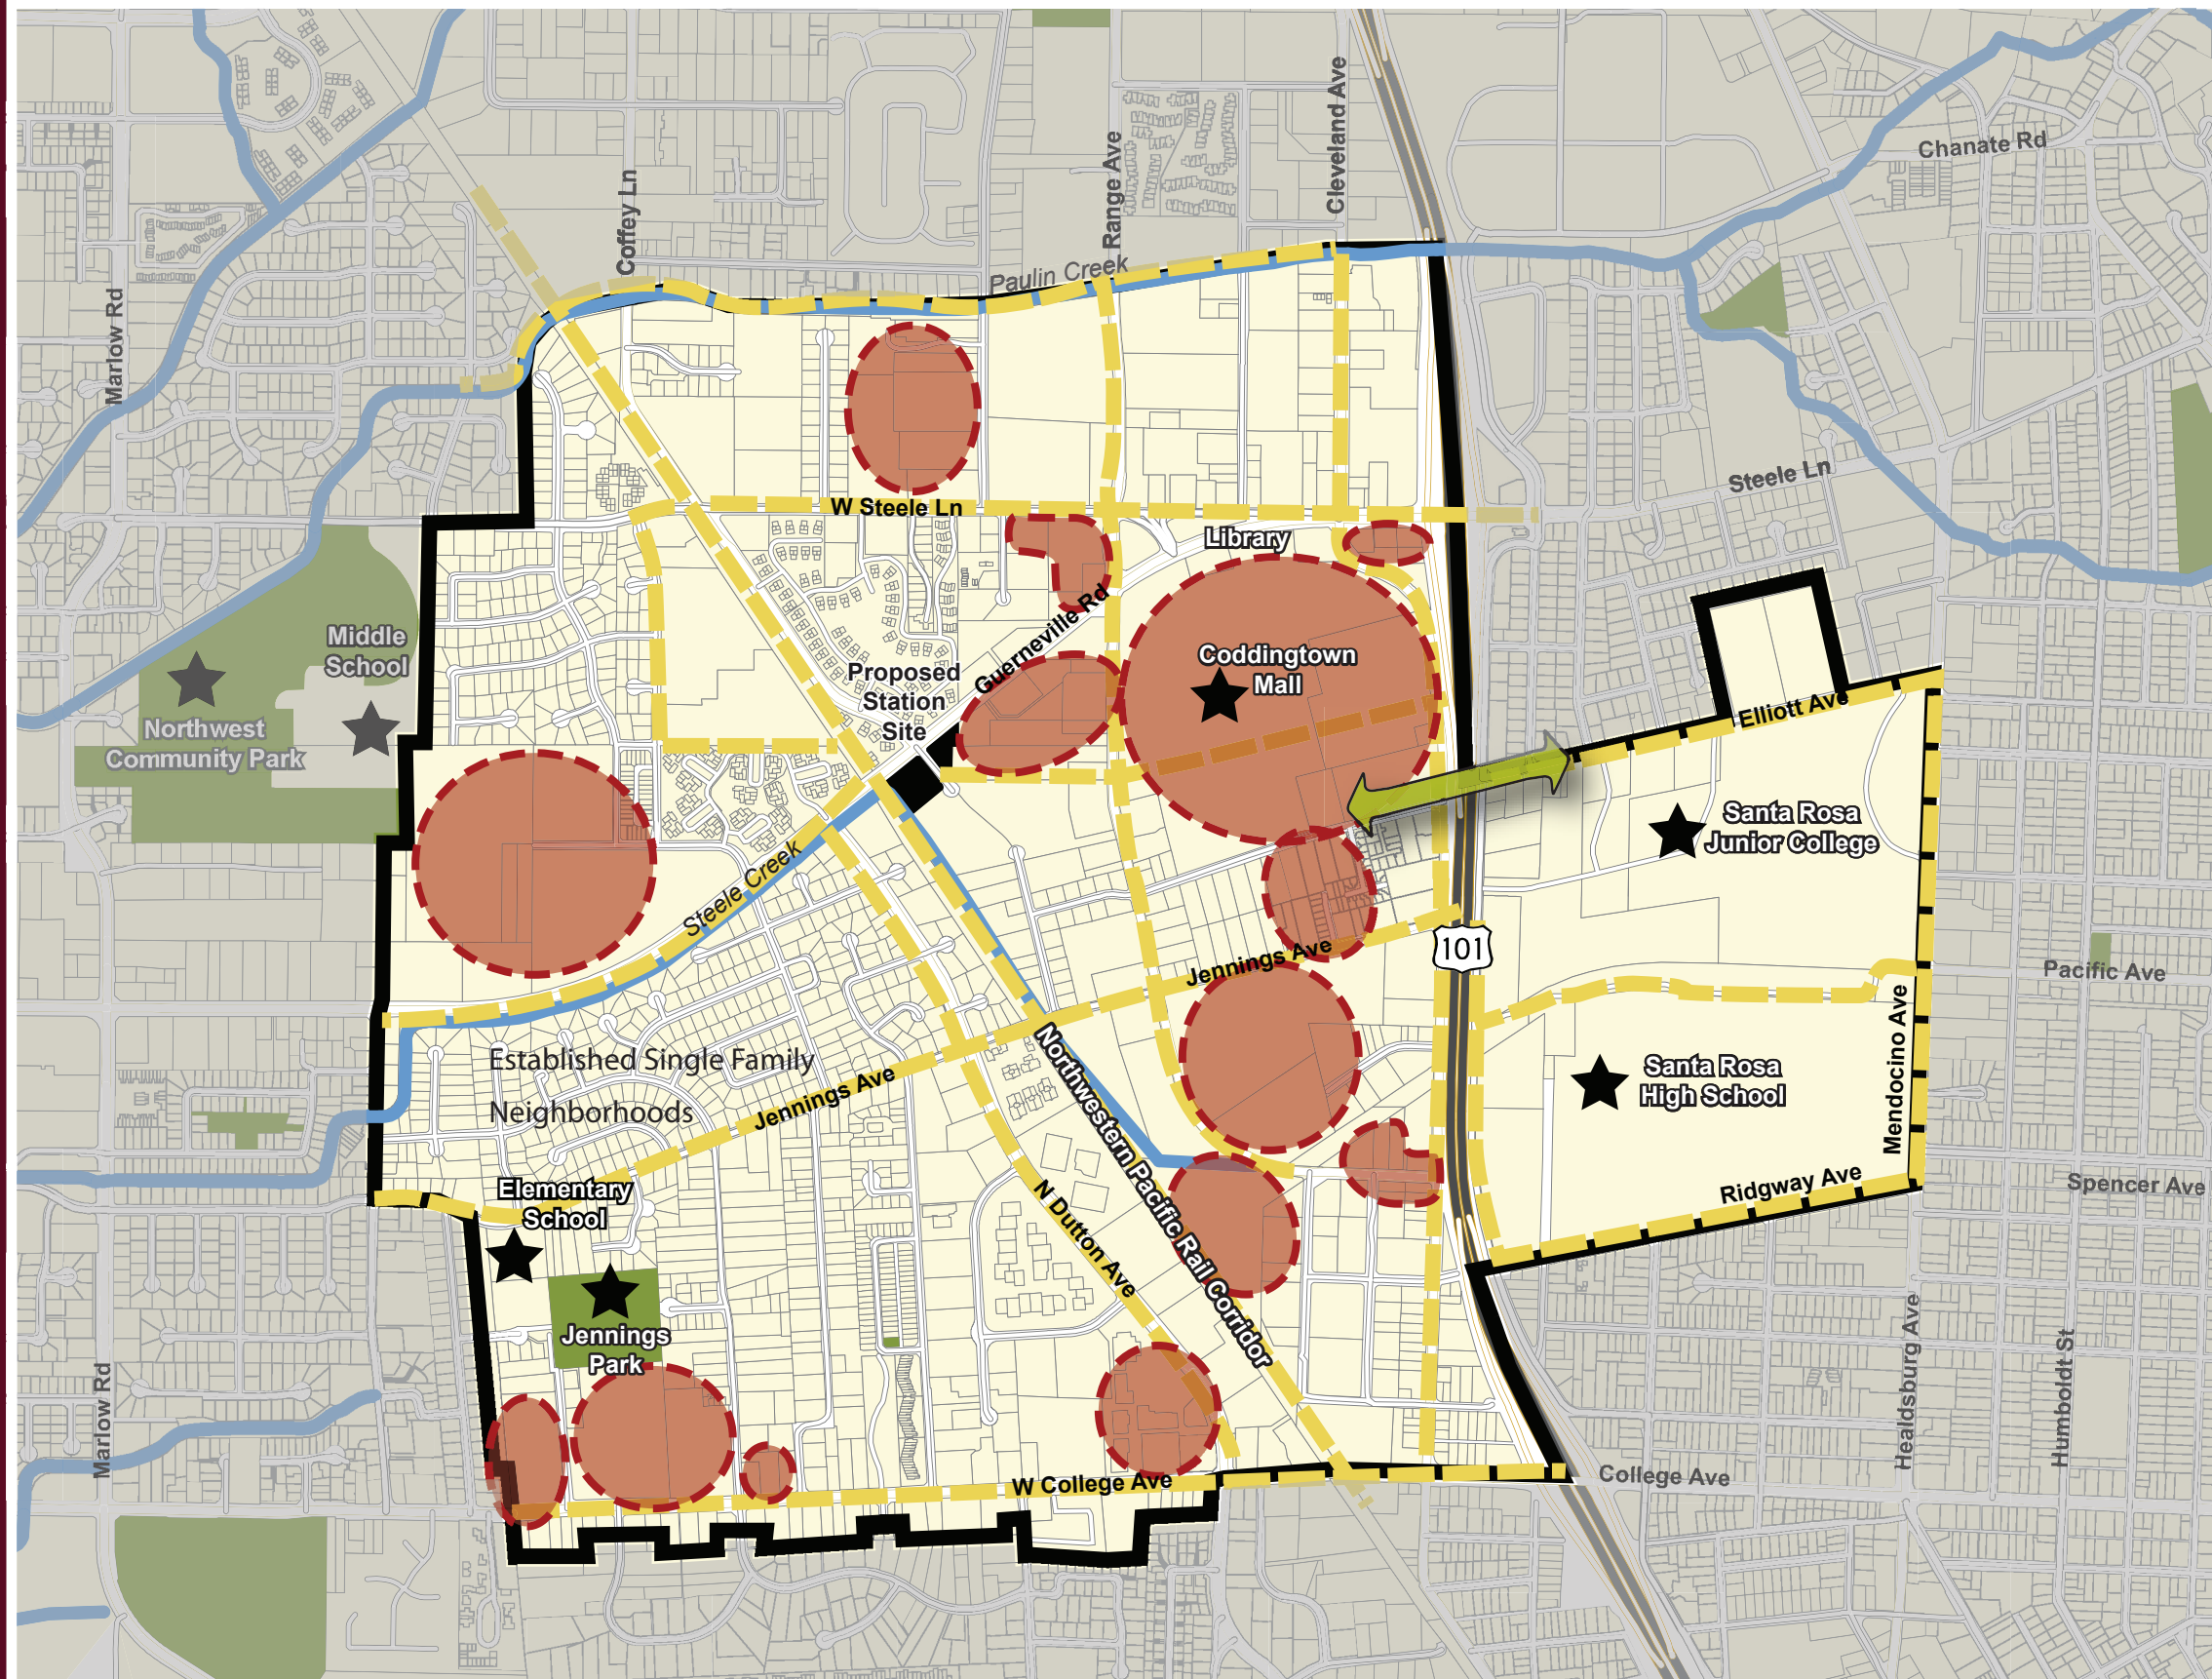 Cleveland Ave
Range Ave
Chanate Rd
Coffey Ln
Paulin Creek
Marlow Rd
Steele Ln
W Steele Ln
Library
Guerneville Rd
Middle
School
Northwest
Community Park
Proposed
Station
Site
Coddingtown
Mall
Elliott Ave
Santa Rosa
Junior College
Steele Creek
Jennings Ave
101
Pacific Ave
Mendocino Ave
Established Single Family
Neighborhoods
Jennings Ave
Northwestern Pacific Rail Corridor
Santa Rosa
High School
Ridgway Ave
Spencer Ave
Elementary
School
N Dutton Ave
Jennings
Park
Marlow Rd
Healdsburg Ave
Humboldt St
W College Ave
College Ave